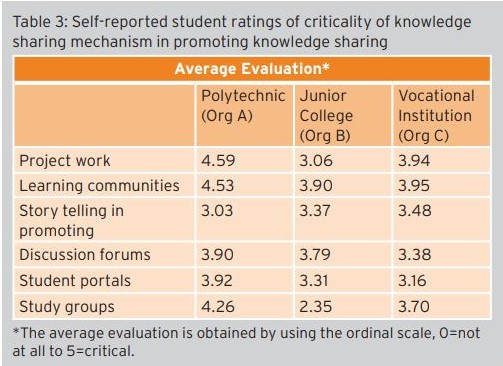 Table 3: Self-reported student ratings of criticality of knowledge
sharing mechanism in promoting knowledge sharing
Average Evaluation*
Polytechnic (Org A) Junior College (Org B) Vocational Institution (Org C)
Project work 4.59 3.06 3.94
Learning communities 4.53 3.90 3.95
Story telling in promoting 3.03 3.37 3.48
Discussion forums 3.90 3.79 3.38
Student portals 3.92 3.31 3.16
Study groups 4.26 2.35 3.70
*The average evaluation is obtained by using the ordinal scale, 0=not
at all to 5=critical.